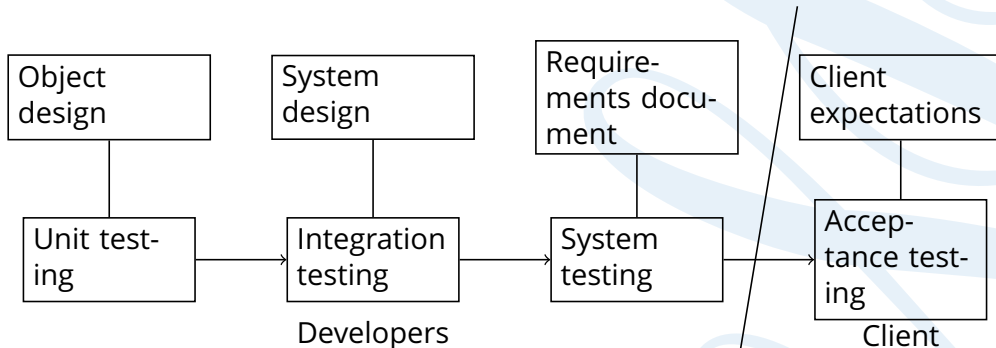 Object
design
System
design
Require-
ments docu-
ment
Client
expectations
Unit test-
ing
Integration
testing
System
testing
Accep-
tance test-
ing
Developers
Client